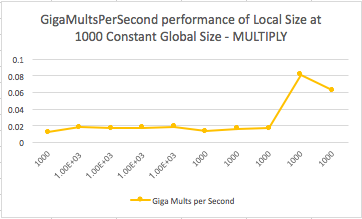 GigaMultsPerSecond performance of Local Size at
1000 Constant Global Size - MULTIPLY
0.1
0.08
0.06
0.04
0.02
0
1000
1.00E+03
1.00E+03
1.00E+03
1.00E+03
1000
1000
1000
1000
1000
Giga Mults per Second